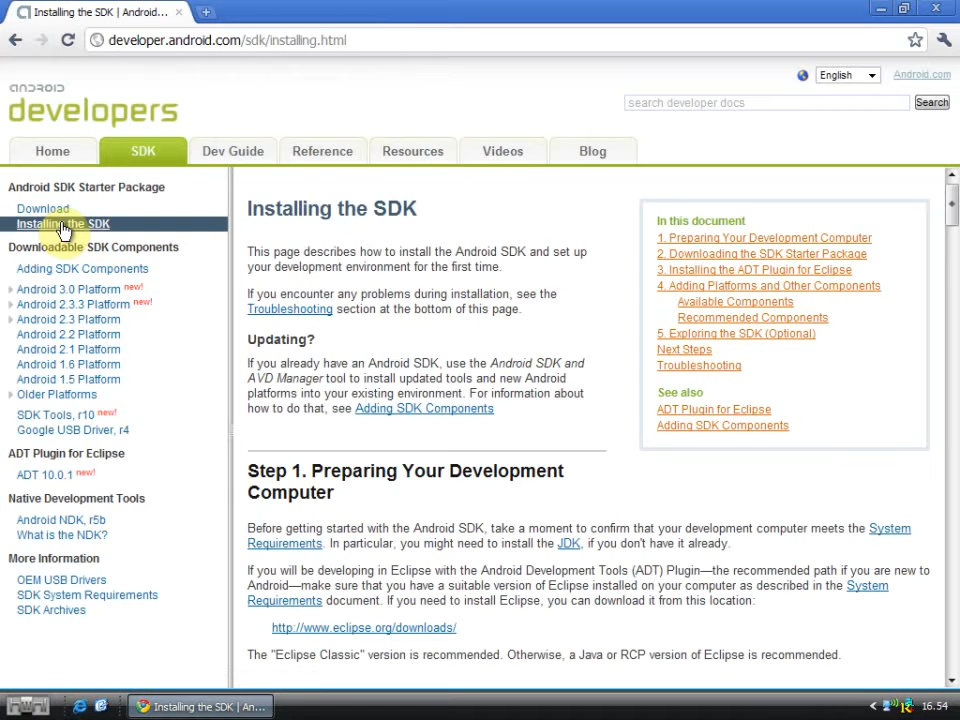 Installing the SDK | Android...
developer.android.com/sdk/installing.html
English
Android.com
android
developers
search developer docs
Search
Home
SDK
Dev Guide
Reference
Resources
Videos
Blog
Android SDK Starter Package
Download
Installing the SDK
Downloadable SDK Components
Adding SDK Components
Android 3.0 Platform new!
Android 2.3.3 Platform new!
Android 2.3 Platform
Android 2.2 Platform
Android 2.1 Platform
Android 1.6 Platform
Android 1.5 Platform
Older Platforms
SDK Tools, r10 new!
Google USB Driver, r4
ADT Plugin for Eclipse
ADT 10.0.1 new!
Native Development Tools
Android NDK, r5b
What is the NDK?
More Information
OEM USB Drivers
SDK System Requirements
SDK Archives
Installing the SDK
This page describes how to install the Android SDK and set up
your development environment for the first time.
If you encounter any problems during installation, see the
Troubleshooting section at the bottom of this page.
Updating?
If you already have an Android SDK, use the Android SDK and
AVD Manager tool to install updated tools and new Android
platforms into your existing environment. For information about
how to do that, see Adding SDK Components
In this document
1. Preparing Your Development Computer
2. Downloading the SDK Starter Package
3. Installing the ADT Plugin for Eclipse
4. Adding Platforms and Other Components
Available Components
Recommended Components
5. Exploring the SDK (Optional)
Next Steps
Troubleshooting
See also
ADT Plugin for Eclipse
Adding SDK Components
Step 1. Preparing Your Development
Computer
Before getting started with the Android SDK, take a moment to confirm that your development computer meets the System
Requirements. In particular, you might need to install the JDK, if you don't have it already.
If you will be developing in Eclipse with the Android Development Tools (ADT) Plugin—the recommended path if you are new to
Android—make sure that you have a suitable version of Eclipse installed on your computer as described in the System
Requirements document. If you need to install Eclipse, you can download it from this location:
http://www.eclipse.org/downloads/
The "Eclipse Classic" version is recommended. Otherwise, a Java or RCP version of Eclipse is recommended.
Installing the SDK | An...
16.54